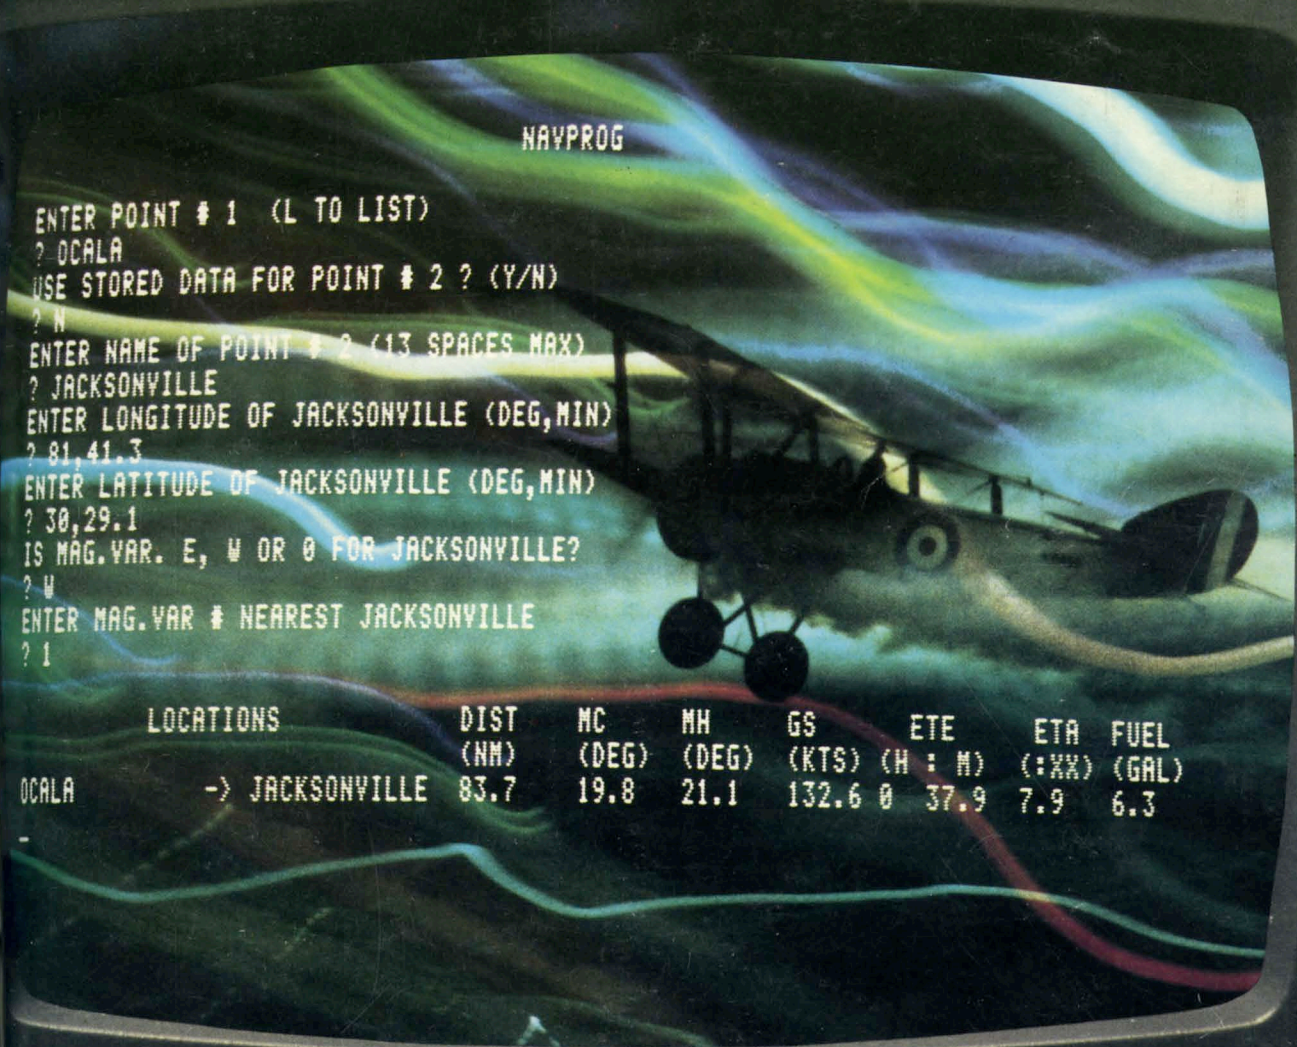 NAVPROG
ENTER POINT # 1 (L TO LIST)
? OCALA
USE STORED DATA FOR POINT # 2 ? (Y/N)
? N
ENTER NAME OF POINT # 2 (13 SPACES MAX)
? JACKSONVILLE
ENTER LONGITUDE OF JACKSONVILLE (DEG,MIN)
? 81,41.3
ENTER LATITUDE OF JACKSONVILLE (DEG,MIN)
? 30,29.1
IS MAG.VAR. E, W OR 0 FOR JACKSONVILLE?
? W
ENTER MAG.VAR # NEAREST JACKSONVILLE
? 1
LOCATIONS DIST MC MH GS ETE ETA FUEL
(NM) (DEG) (DEG) (KTS) (H : M) (:XX) (GAL)
OCALA -> JACKSONVILLE 83.7 19.8 21.1 132.6 0 37.9 7.9 6.3